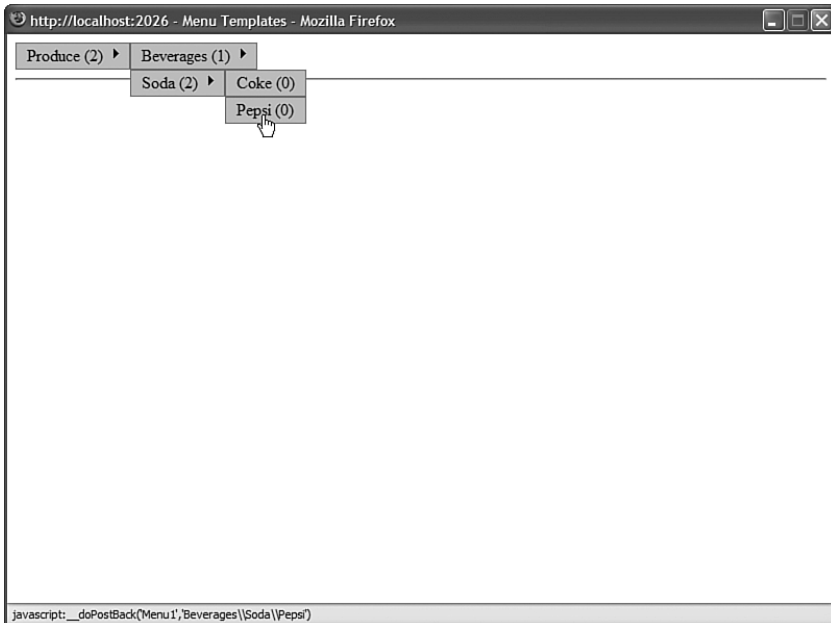 http://localhost:2026 - Menu Templates - Mozilla Firefox
Produce (2) Beverages (1)
Soda (2) Coke (0)
Pepsi (0)
javascript:__doPostBack('Menu1','Beverages\\Soda\\Pepsi')